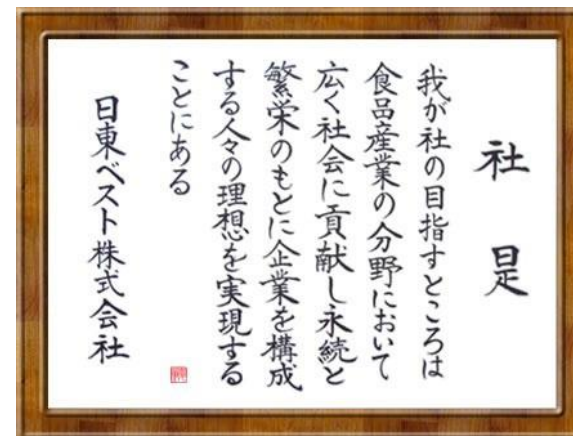 社是
我が社の目指すところは
食品産業の分野において
広く社会に貢献し永続と
繁栄のもとに企業を構成
する人々の理想を実現する
ことにある
日東ベスト株式会社